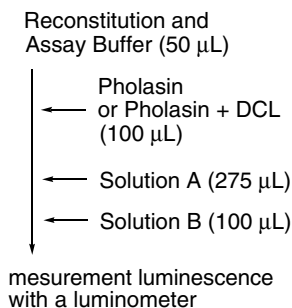 Reconstitution and
Assay Buffer (50 μL)
Pholasin
or Pholasin + DCL
(100 μL)
Solution A (275 μL)
Solution B (100 μL)
mesurement luminescence
with a luminometer